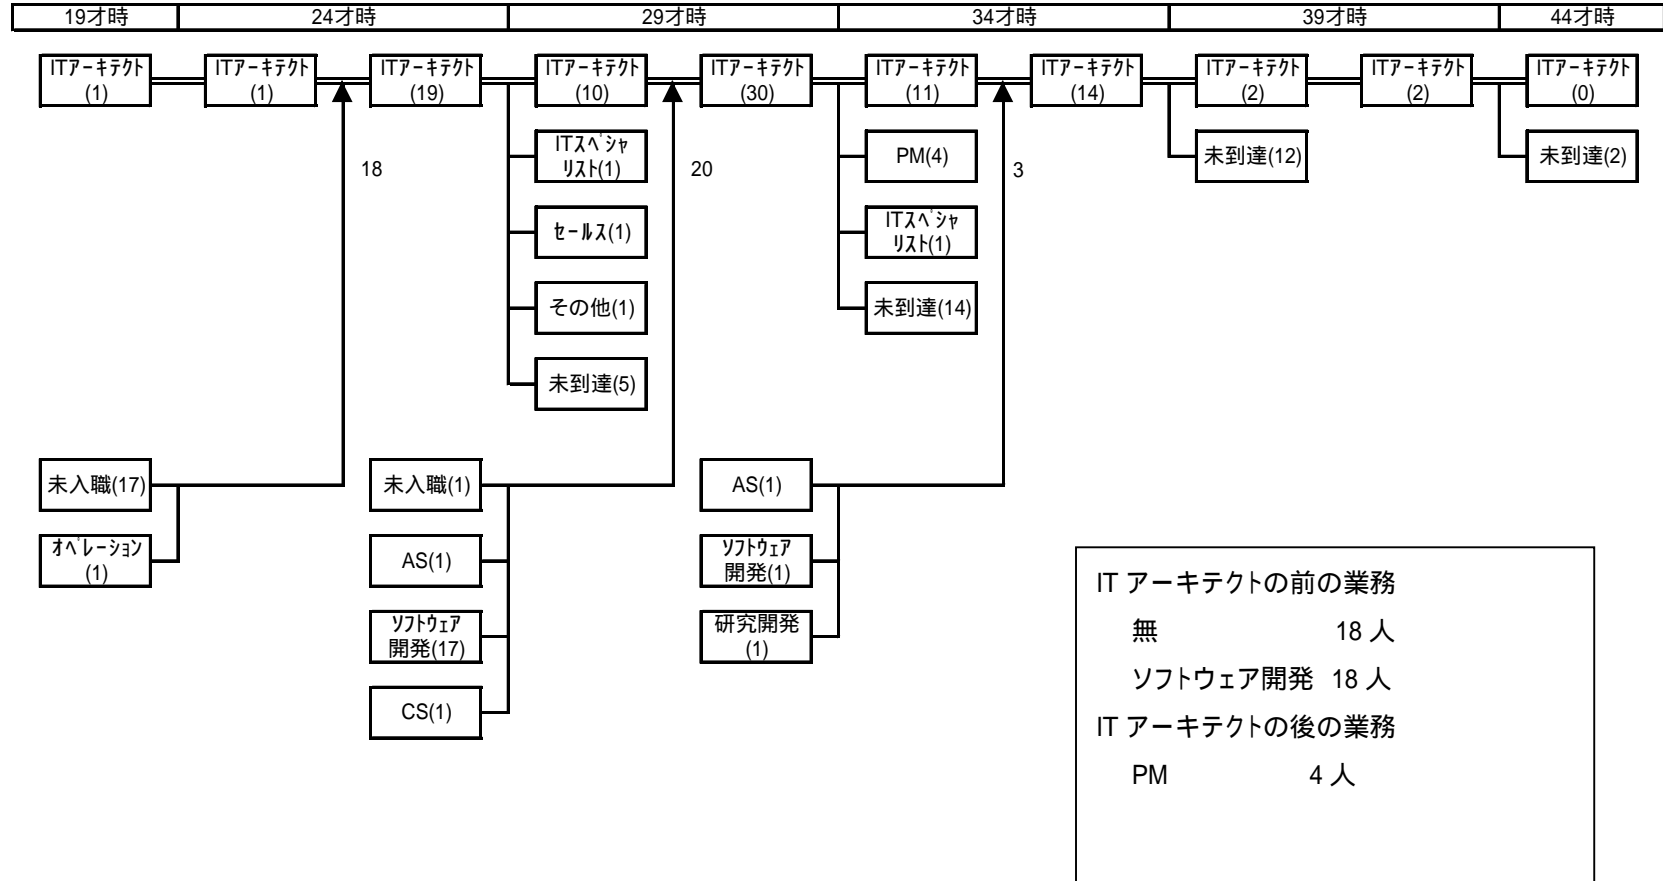 19才時 24才時 29才時 34才時 39才時 44才時
ITｱｰｷﾃｸﾄ
(1)
ITｱｰｷﾃｸﾄ
(1)
ITｱｰｷﾃｸﾄ
(19)
ITｱｰｷﾃｸﾄ
(10)
ITｱｰｷﾃｸﾄ
(30)
ITｱｰｷﾃｸﾄ
(11)
ITｱｰｷﾃｸﾄ
(14)
ITｱｰｷﾃｸﾄ
(2)
ITｱｰｷﾃｸﾄ
(2)
ITｱｰｷﾃｸﾄ
(0)
18
ITｽﾍﾟｼｬ
ﾘｽﾄ(1)
20
PM(4)
3
未到達(12)
未到達(2)
ｾｰﾙｽ(1)
ITｽﾍﾟｼｬ
ﾘｽﾄ(1)
その他(1)
未到達(14)
未到達(5)
未入職(17)
未入職(1)
AS(1)
ｵﾍﾟﾚｰｼｮﾝ
(1)
AS(1)
ｿﾌﾄｳｪｱ
開発(1)
ｿﾌﾄｳｪｱ
開発(17)
研究開発
(1)
CS(1)
IT アーキテクトの前の業務
無 18 人
ソフトウェア開発 18 人
IT アーキテクトの後の業務
PM 4 人